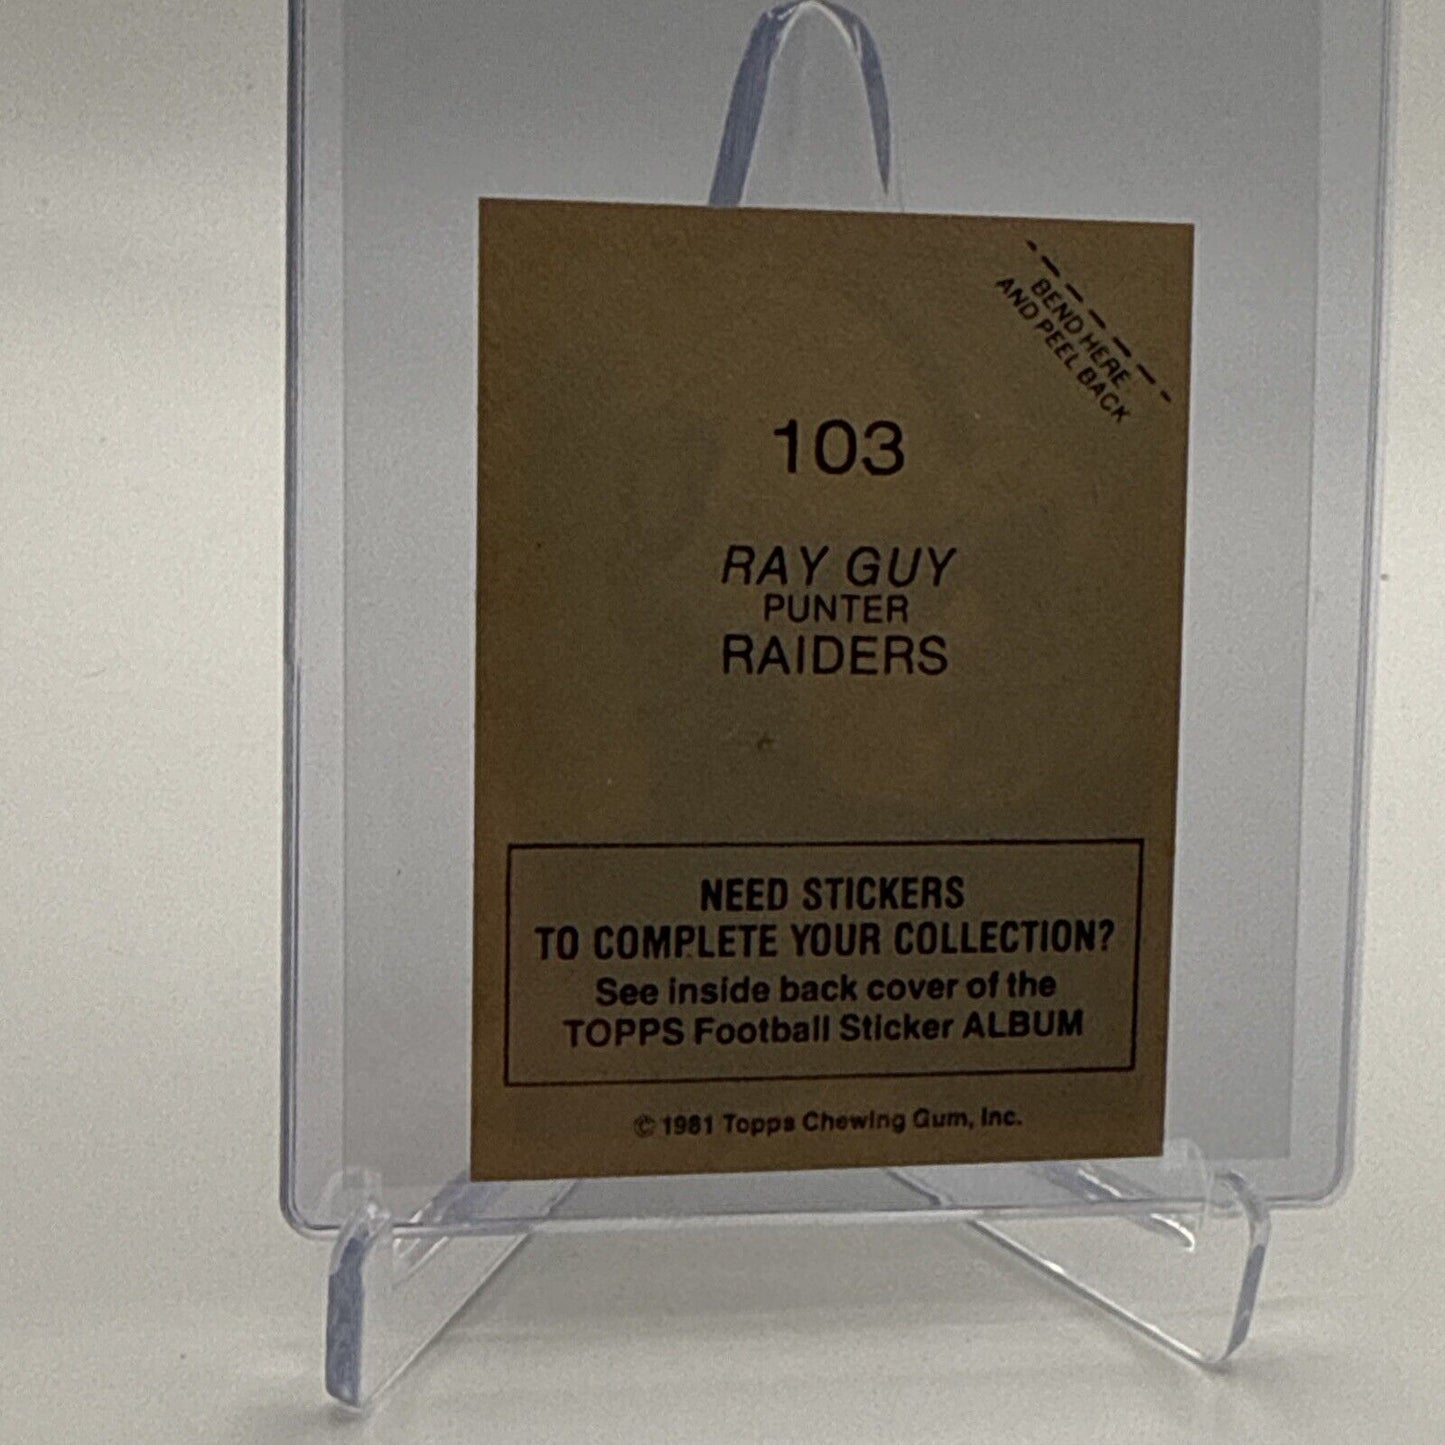 BEND HERE
AND PEEL BACK
103
RAY GUY
PUNTER
RAIDERS
NEED STICKERS
TO COMPLETE YOUR COLLECTION?
See inside back cover of the
TOPPS Football Sticker ALBUM
© 1981 Topps Chewing Gum, Inc.